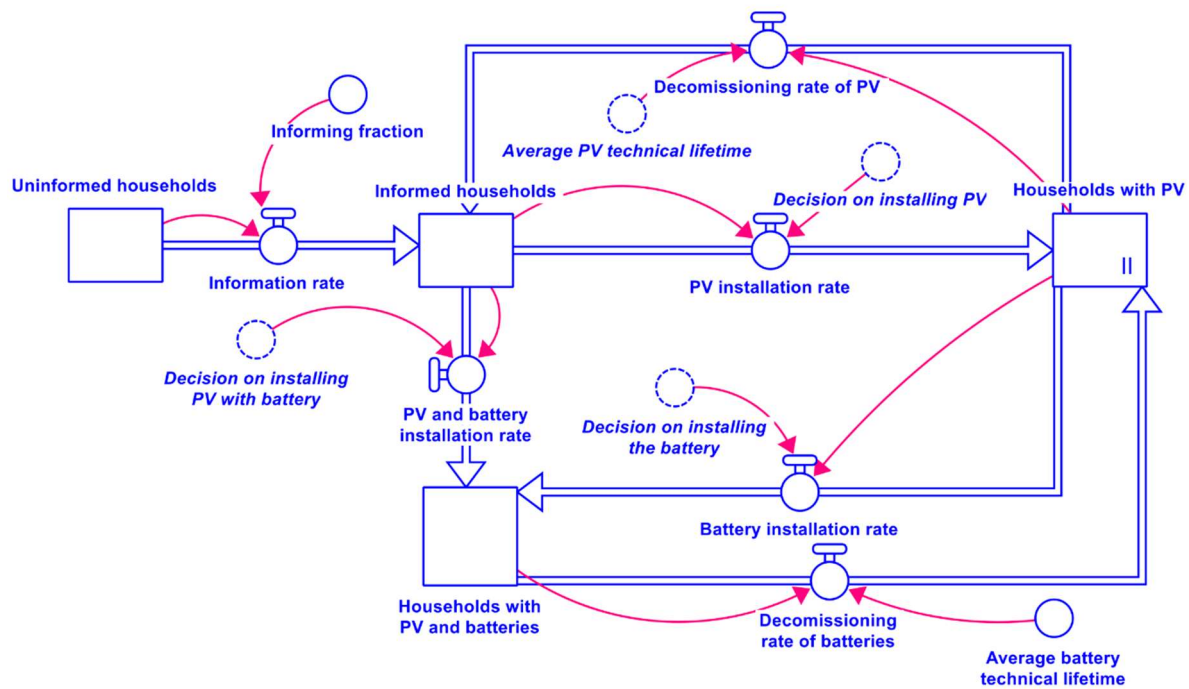 Decomissioning rate of PV
Informing fraction
Average PV technical lifetime
Uninformed households
Informed households
Decision on installing PV
Households with PV
Information rate
PV installation rate
Decision on installing
PV with battery
PV and battery
installation rate
Decision on installing
the battery
Battery installation rate
Households with
PV and batteries
Decomissioning
rate of batteries
Average battery
technical lifetime